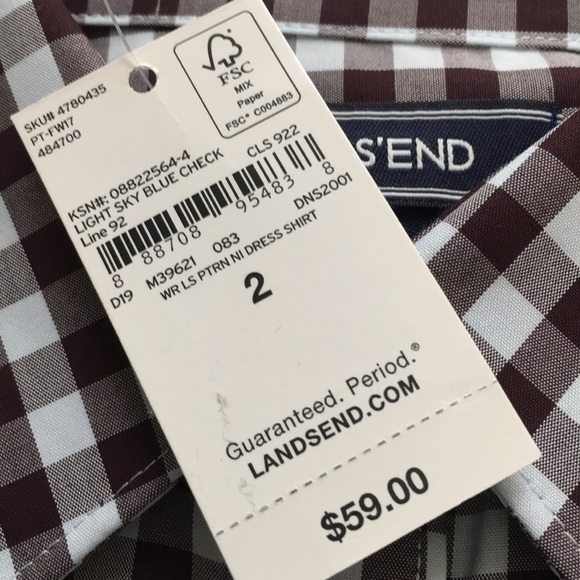 SKU# 4780435
PT-FW17
484700
FSC
MIX
Paper
FSC® C004883
KSN#: 08822564-4
LIGHT SKY BLUE CHECK
Line 92
CLS 922
8 88708 95483 8
D19 M39621 083 DNS2001
WR LS PTRN NI DRESS SHIRT
2
Guaranteed. Period.®
LANDSEND.COM
$59.00
S'END